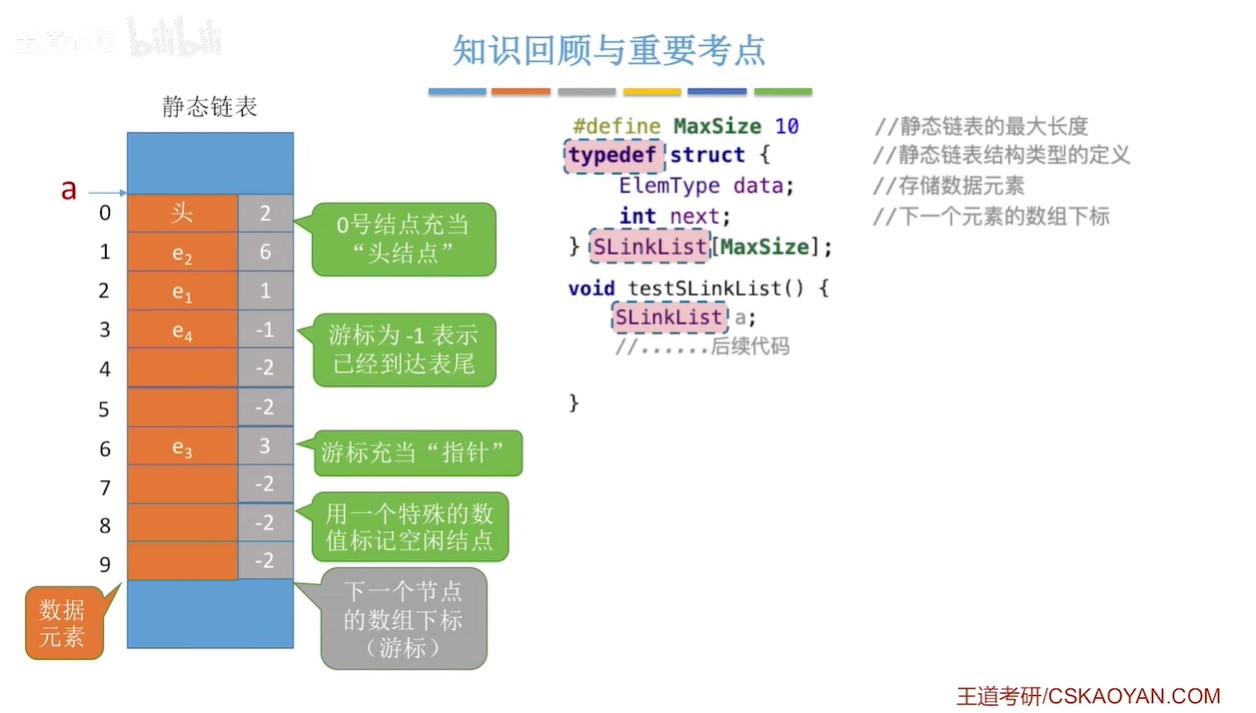 王道论坛 bilibili
知识回顾与重要考点
静态链表
a
0 头 2
1 e₂ 6
2 e₁ 1
3 e₄ -1
4 -2
5 -2
6 e₃ 3
7 -2
8 -2
9 -2
0号结点充当
“头结点”
游标为 -1 表示
已经到达表尾
游标充当“指针”
用一个特殊的数
值标记空闲结点
下一个节点
的数组下标
（游标）
数据
元素
#define MaxSize 10 //静态链表的最大长度
typedef struct { //静态链表结构类型的定义
ElemType data; //存储数据元素
int next; //下一个元素的数组下标
} SLinkList[MaxSize];
void testSLinkList() {
SLinkList a;
//......后续代码
}
王道考研/CSKAOYAN.COM